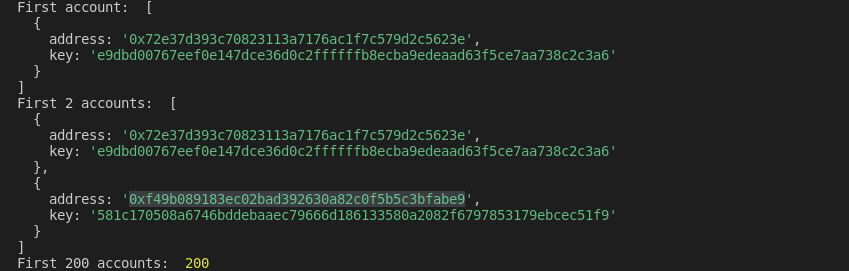 First account:  [
  {
    address: '0x72e37d393c70823113a7176ac1f7c579d2c5623e',
    key: 'e9dbd00767eef0e147dce36d0c2ffffffb8ecba9edeaad63f5ce7aa738c2c3a6'
  }
]
First 2 accounts:  [
  {
    address: '0x72e37d393c70823113a7176ac1f7c579d2c5623e',
    key: 'e9dbd00767eef0e147dce36d0c2ffffffb8ecba9edeaad63f5ce7aa738c2c3a6'
  },
  {
    address: '0xf49b089183ec02bad392630a82c0f5b5c3bfabe9',
    key: '581c170508a6746bddebaaec79666d186133580a2082f6797853179ebcec51f9'
  }
]
First 200 accounts:  200